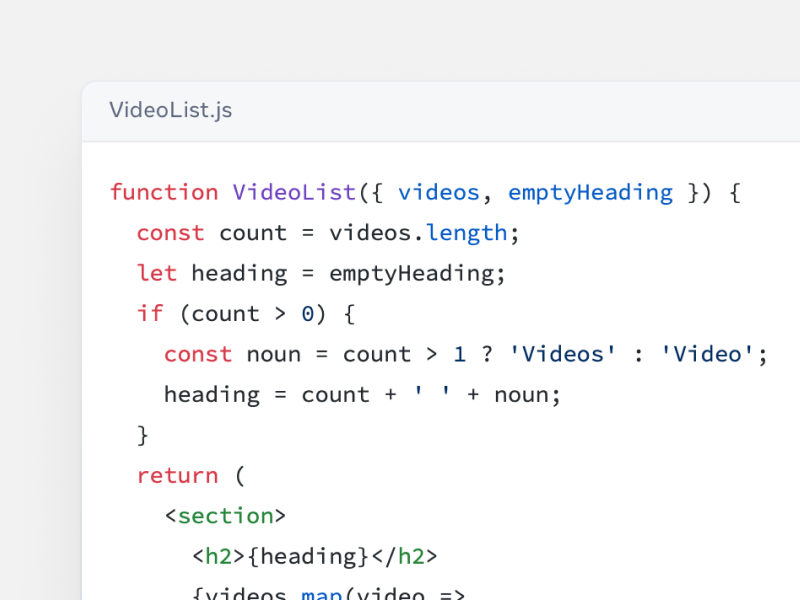 VideoList.js
function VideoList({ videos, emptyHeading }) {
  const count = videos.length;
  let heading = emptyHeading;
  if (count > 0) {
    const noun = count > 1 ? 'Videos' : 'Video';
    heading = count + ' ' + noun;
  }
  return (
    <section>
      <h2>{heading}</h2>
      {videos.map(video =>